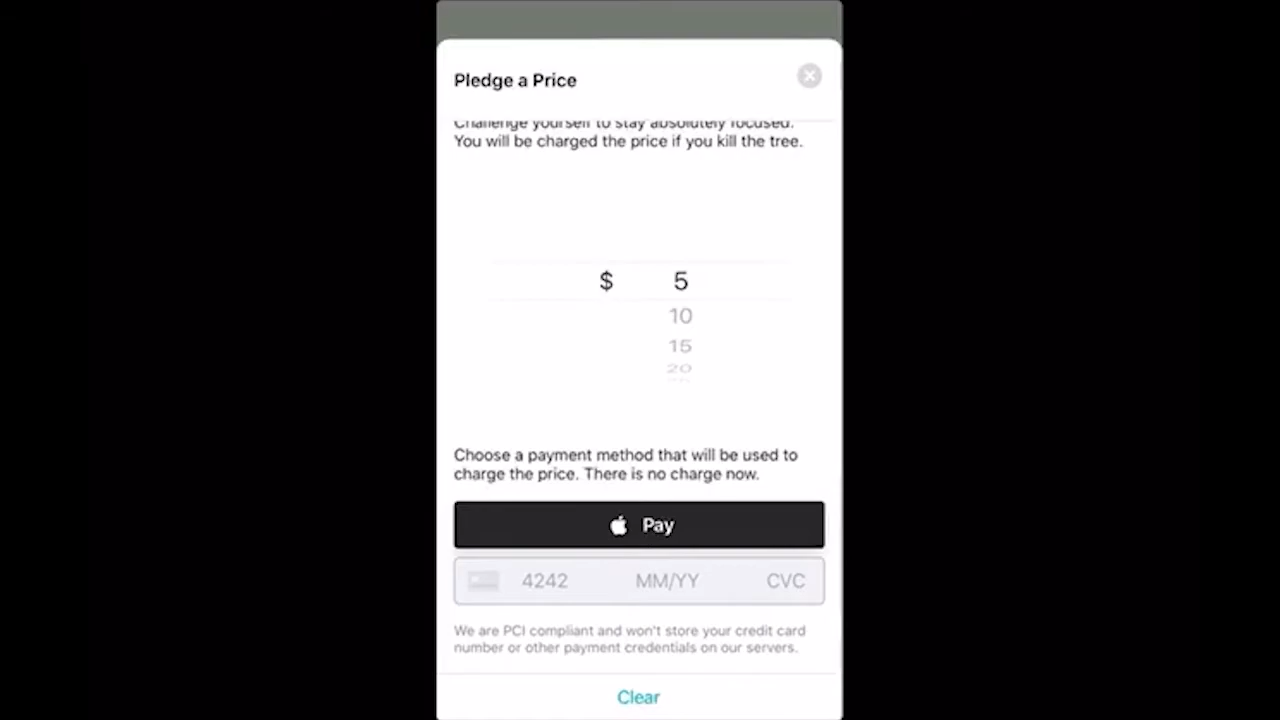 Pledge a Price
Challenge yourself to stay absolutely focused.
You will be charged the price if you kill the tree.
$ 5
10
15
20
Choose a payment method that will be used to
charge the price. There is no charge now.
Pay
4242 MM/YY CVC
We are PCI compliant and won't store your credit card
number or other payment credentials on our servers.
Clear